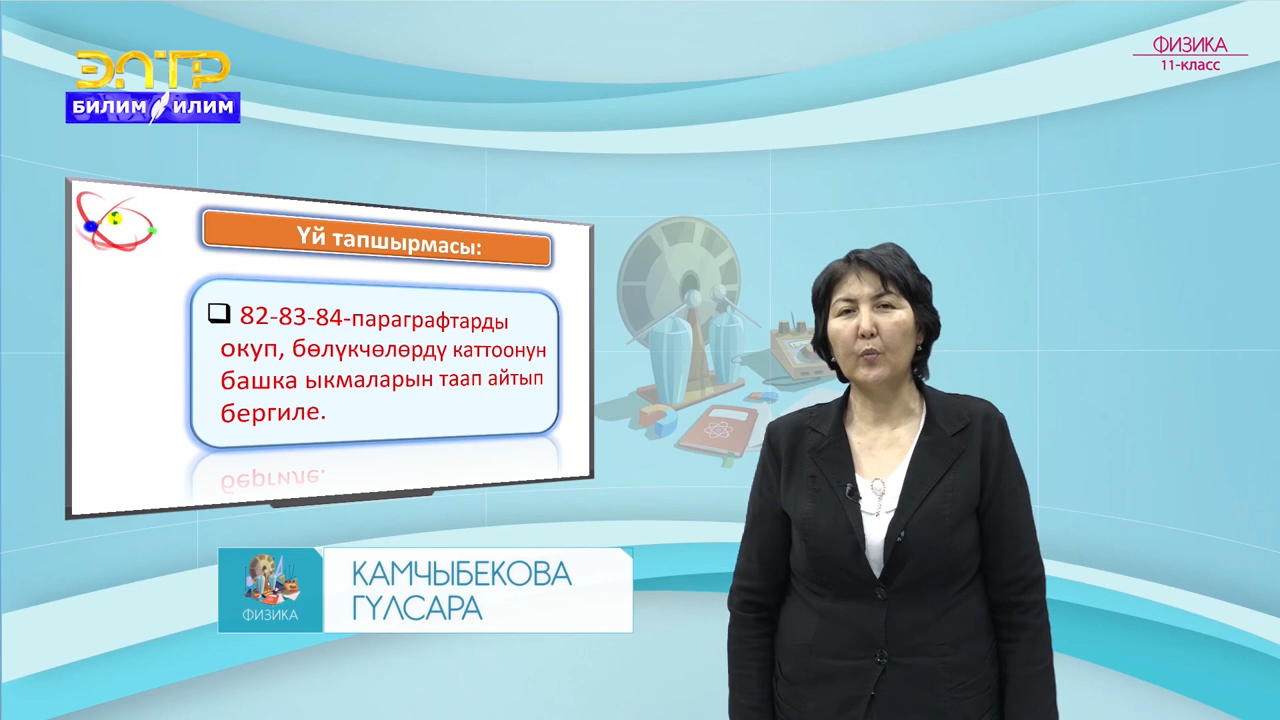 ЭЛТР
БИЛИМ ИЛИМ
ФИЗИКА
11-класс
Үй тапшырмасы:
82-83-84-параграфтарды
окуп, бөлүкчөлөрдү каттоонун
башка ыкмаларын таап айтып
бергиле.
бергиле.
КАМЧЫБЕКОВА
ГҮЛСАРА
ФИЗИКА